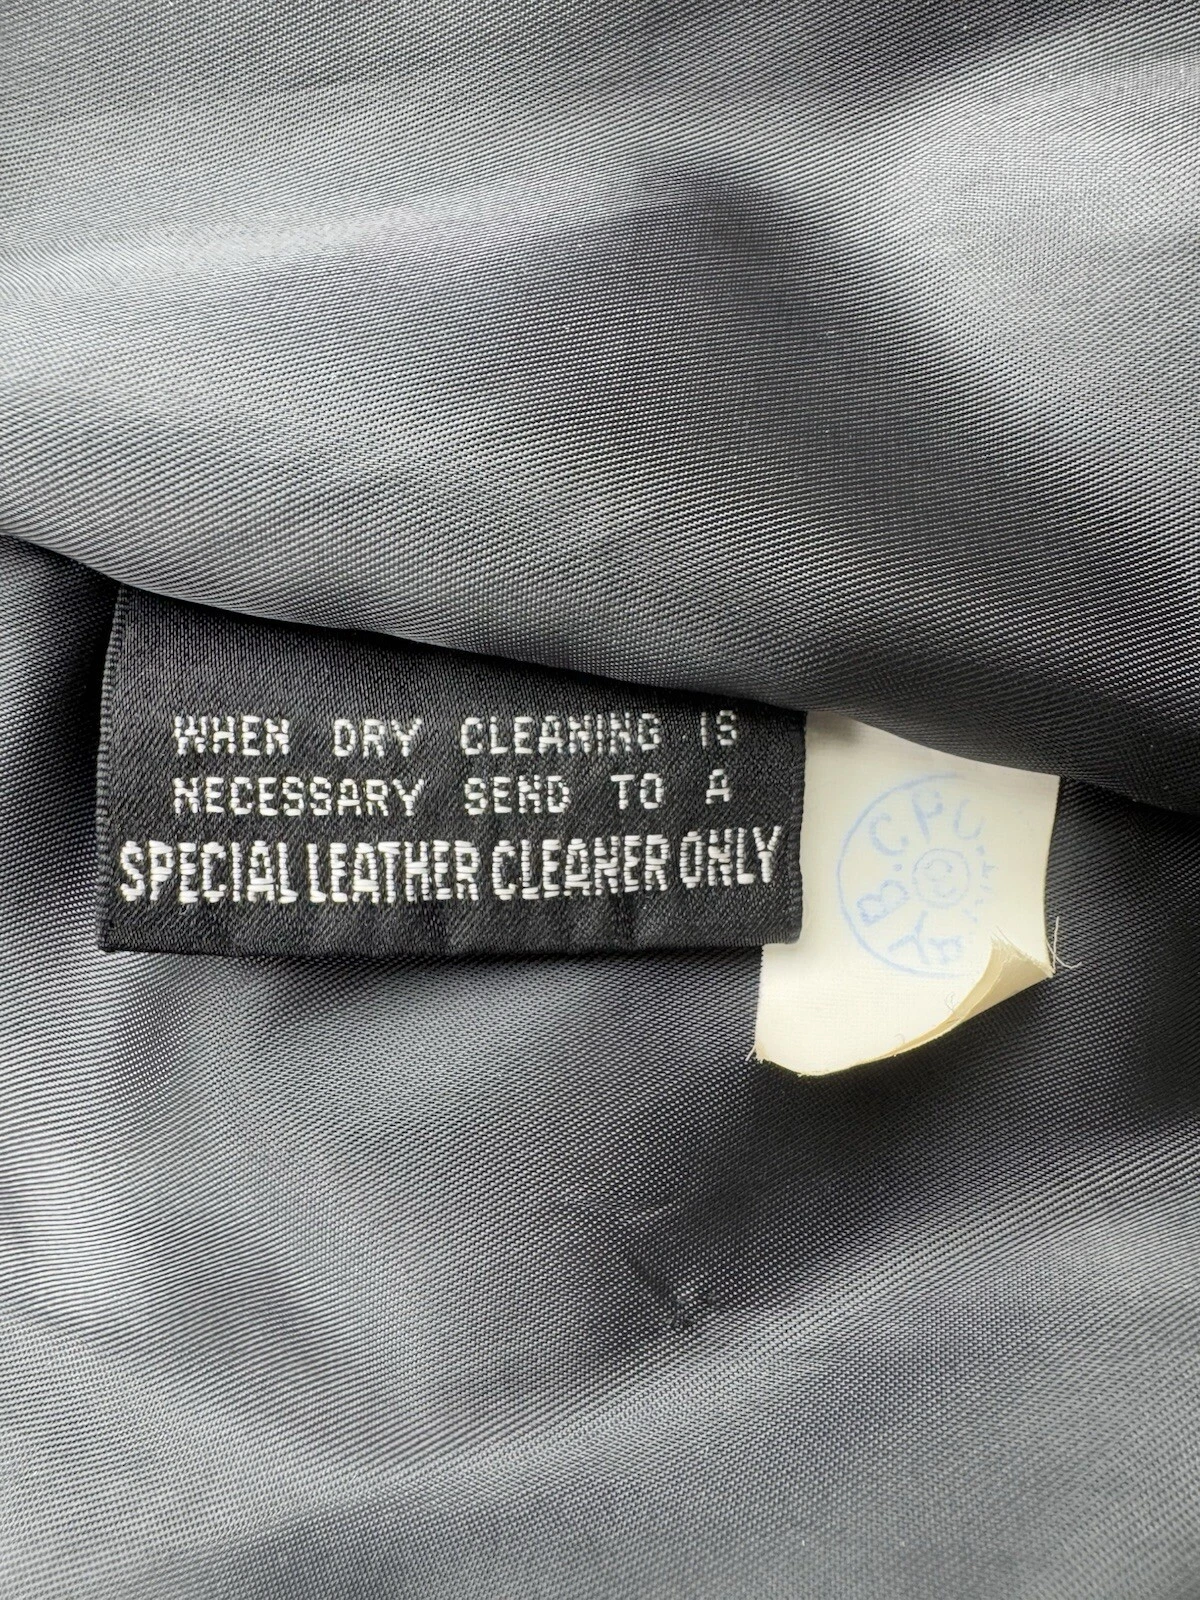 WHEN DRY CLEANING IS
NECESSARY SEND TO A
SPECIAL LEATHER CLEANER ONLY